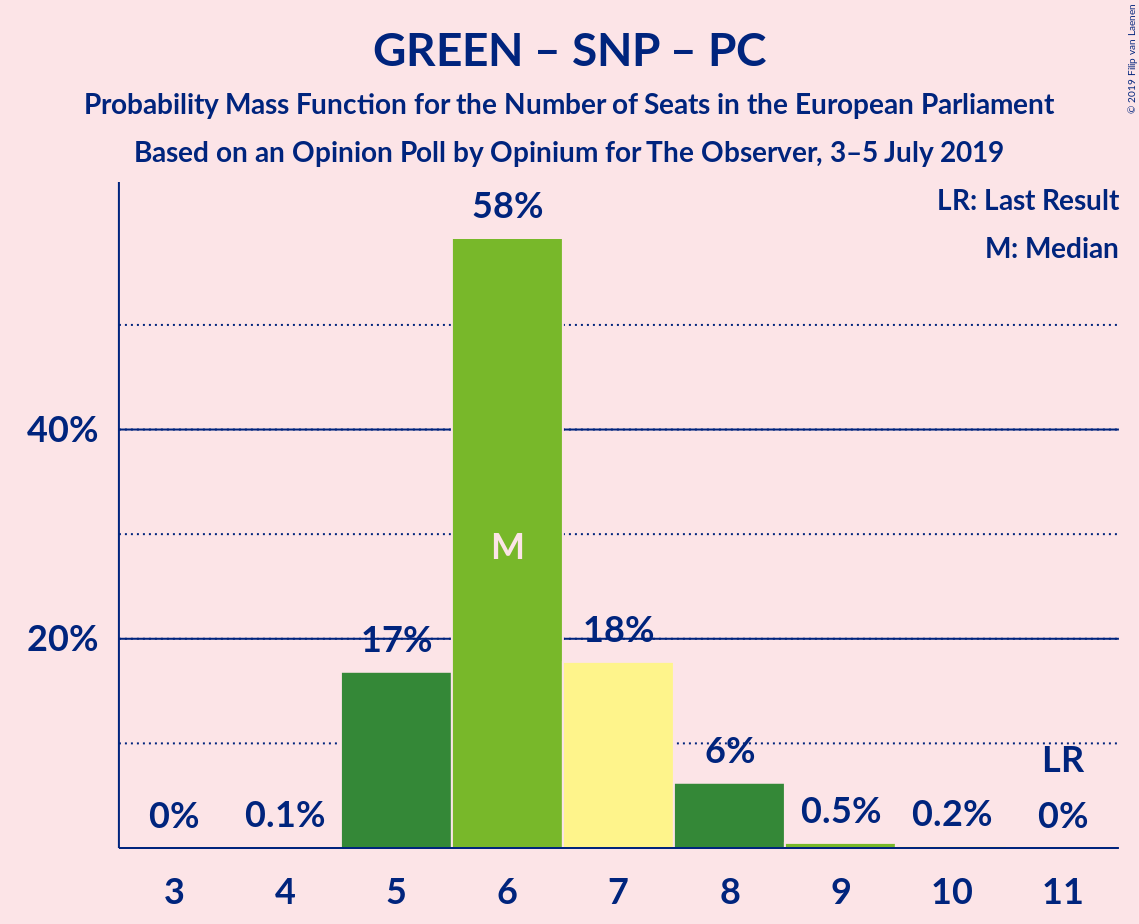 GREEN – SNP – PC
Probability Mass Function for the Number of Seats in the European Parliament
Based on an Opinion Poll by Opinium for The Observer, 3–5 July 2019
© 2019 Filip van Laenen
LR: Last Result
M: Median
58%
40%
M
20%
17%
18%
6%
LR
0%
0.1%
0.5%
0.2%
0%
3 4 5 6 7 8 9 10 11